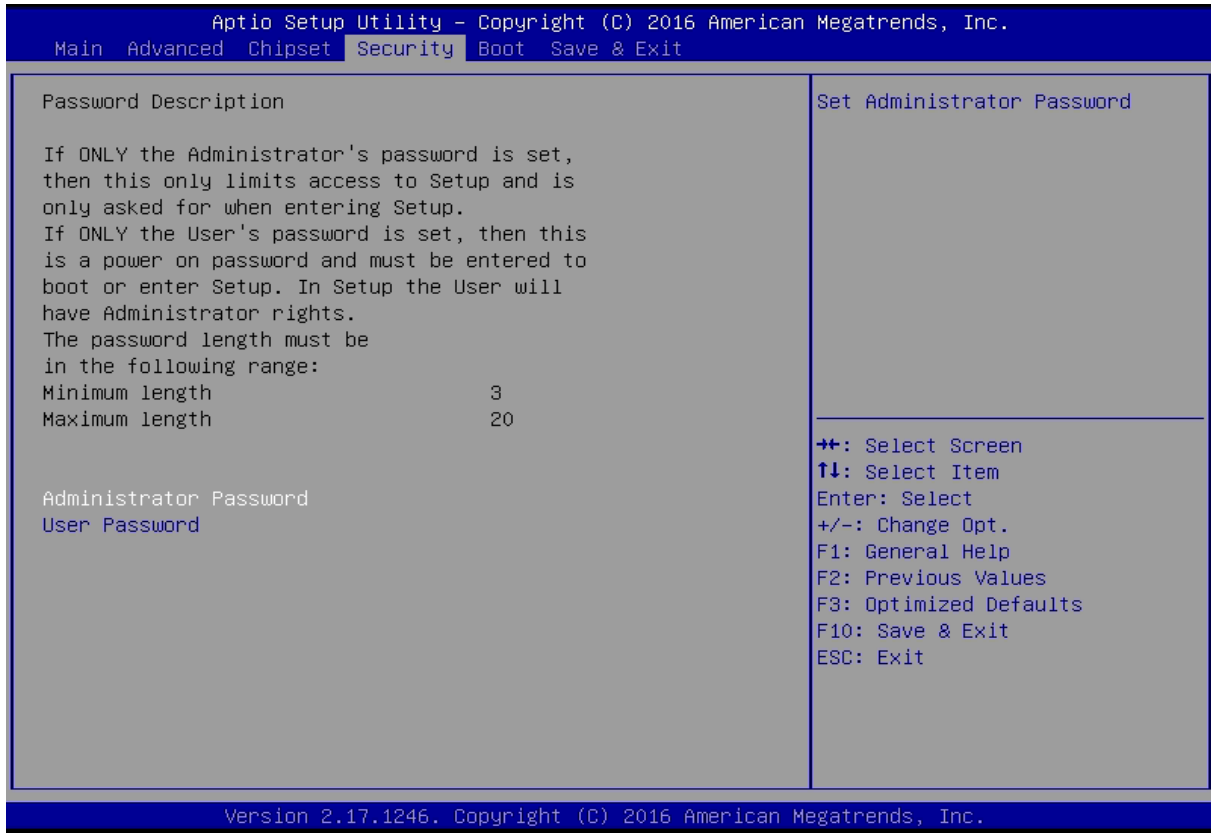 Aptio Setup Utility – Copyright (C) 2016 American Megatrends, Inc.
Main Advanced Chipset Security Boot Save & Exit
Password Description
If ONLY the Administrator's password is set,
then this only limits access to Setup and is
only asked for when entering Setup.
If ONLY the User's password is set, then this
is a power on password and must be entered to
boot or enter Setup. In Setup the User will
have Administrator rights.
The password length must be
in the following range:
Minimum length 3
Maximum length 20
Administrator Password
User Password
Set Administrator Password
→←: Select Screen
↑↓: Select Item
Enter: Select
+/-: Change Opt.
F1: General Help
F2: Previous Values
F3: Optimized Defaults
F10: Save & Exit
ESC: Exit
Version 2.17.1246. Copyright (C) 2016 American Megatrends, Inc.